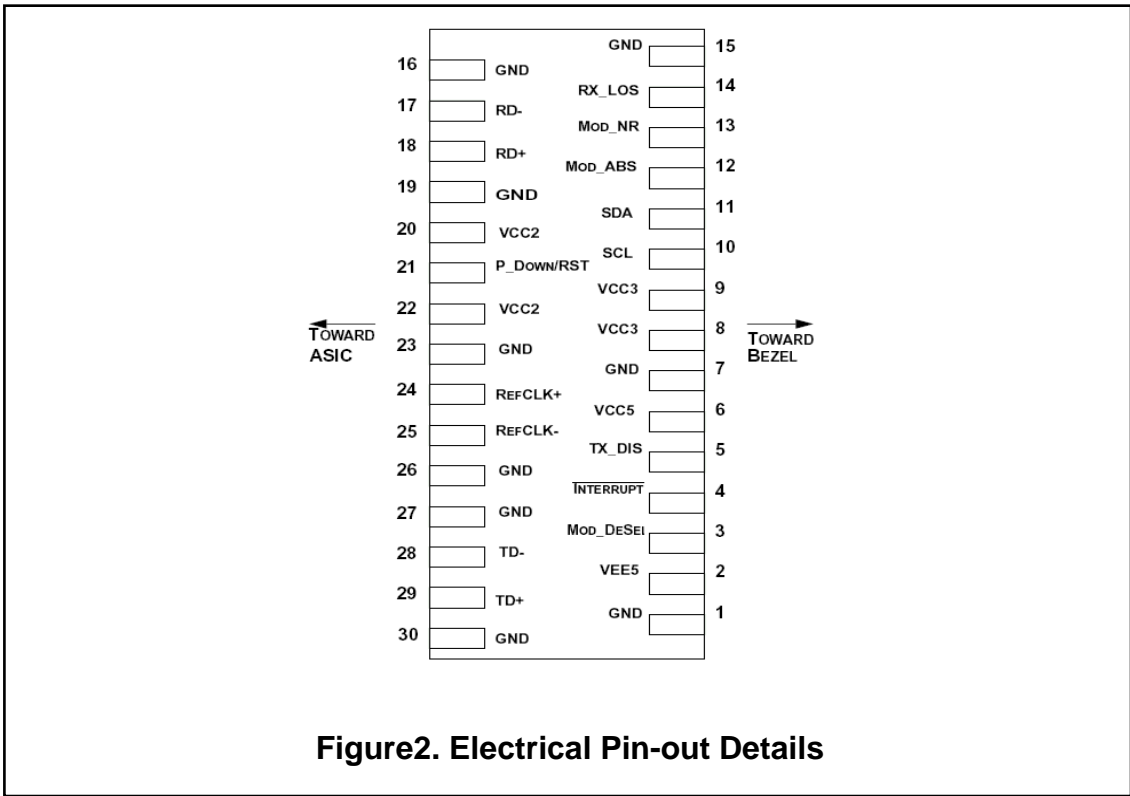 GND 15
16 GND
RX_LOS 14
17 RD-
MOD_NR 13
18 RD+
MOD_ABS 12
19 GND
SDA 11
20 VCC2
SCL 10
21 P_DOWN/RST
VCC3 9
22 VCC2
VCC3 8
TOWARD ASIC
TOWARD BEZEL
23 GND
GND 7
24 REFCLK+
VCC5 6
25 REFCLK-
TX_DIS 5
26 GND
INTERRUPT 4
27 GND
MOD_DESEl 3
28 TD-
VEE5 2
29 TD+
GND 1
30 GND
Figure2. Electrical Pin-out Details